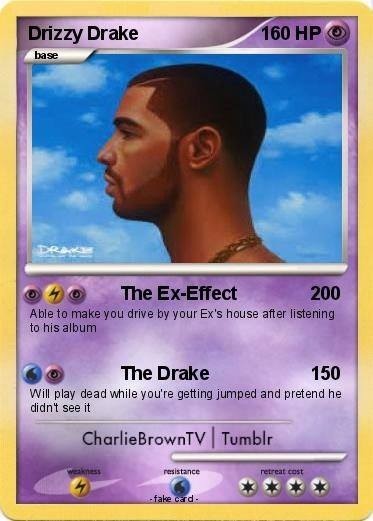 Drizzy Drake
160 HP
base
DRAKE
The Ex-Effect 200
Able to make you drive by your Ex's house after listening
to his album
The Drake 150
Will play dead while you're getting jumped and pretend he
didn't see it
CharlieBrownTV | Tumblr
weakness
resistance
retreat cost
- fake card -